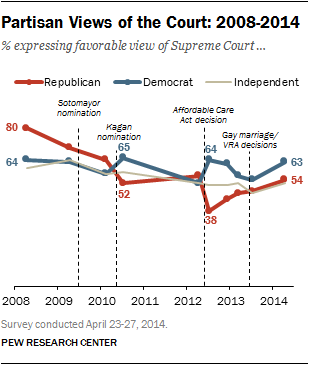 Partisan Views of the Court: 2008-2014
% expressing favorable view of Supreme Court ...
Republican Democrat Independent
Sotomayor
nomination
Kagan
nomination
Affordable Care
Act decision
Gay marriage/
VRA decisions
80
64
65
52
64
38
63
54
2008 2009 2010 2011 2012 2013 2014
Survey conducted April 23-27, 2014.
PEW RESEARCH CENTER